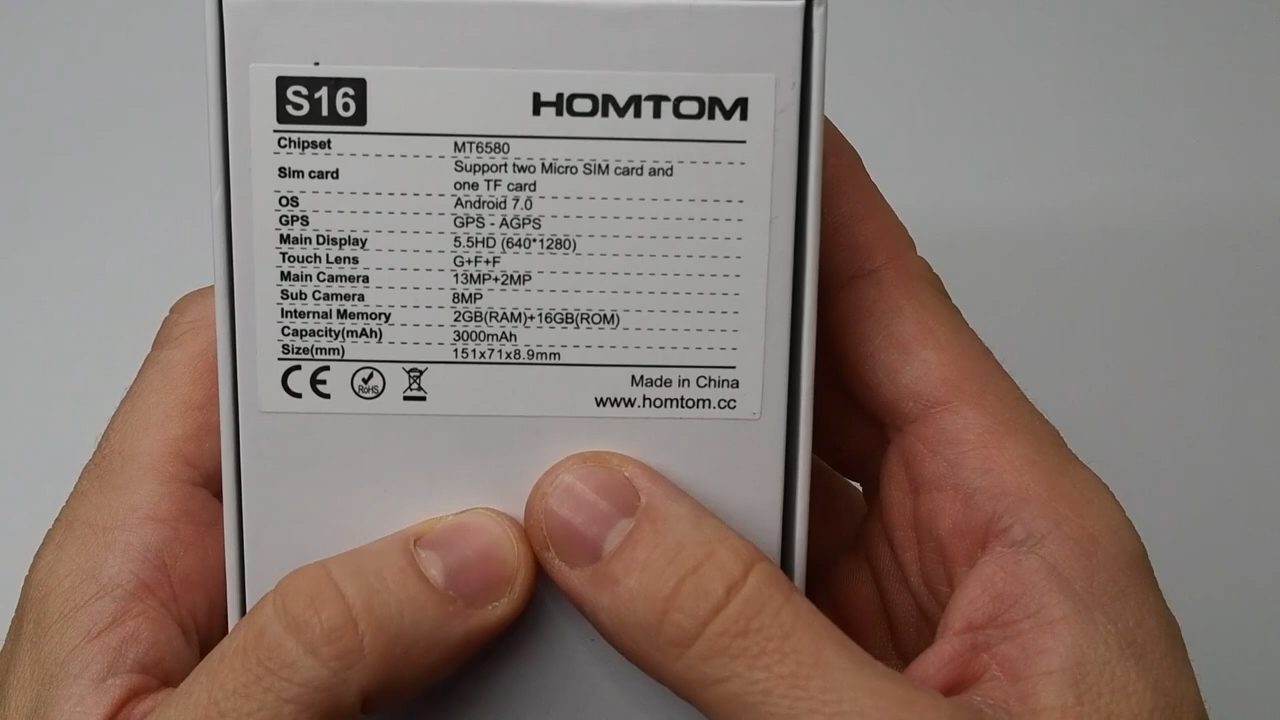 S16 HOMTOM
Chipset MT6580
Sim card Support two Micro SIM card and
one TF card
OS Android 7.0
GPS GPS - AGPS
Main Display 5.5HD (640*1280)
Touch Lens G+F+F
Main Camera 13MP+2MP
Sub Camera 8MP
Internal Memory 2GB(RAM)+16GB(ROM)
Capacity(mAh) 3000mAh
Size(mm) 151x71x8.9mm
CE RoHS Made in China
www.homtom.cc